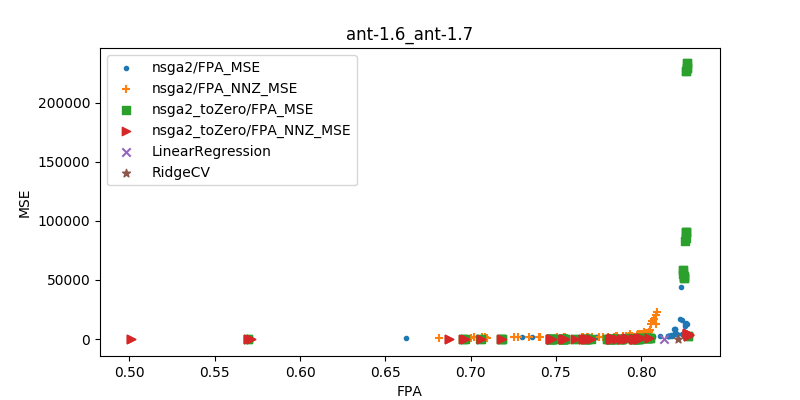 ant-1.6_ant-1.7
nsga2/FPA_MSE
nsga2/FPA_NNZ_MSE
nsga2_toZero/FPA_MSE
nsga2_toZero/FPA_NNZ_MSE
LinearRegression
RidgeCV
MSE
200000
150000
100000
50000
0
0.50
0.55
0.60
0.65
0.70
0.75
0.80
FPA